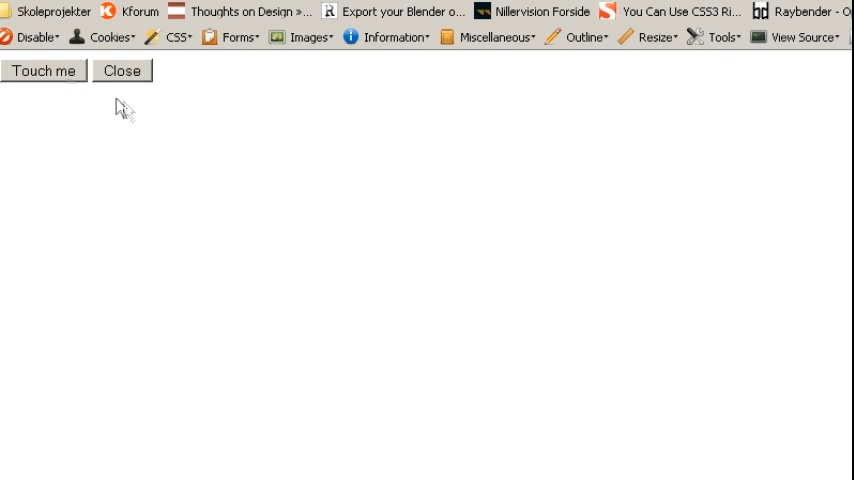 Skoleprojekter Kforum Thoughts on Design »... Export your Blender o... Nillervision Forside You Can Use CSS3 Ri... Raybender - O
Disable Cookies CSS Forms Images Information Miscellaneous Outline Resize Tools View Source
Touch me Close